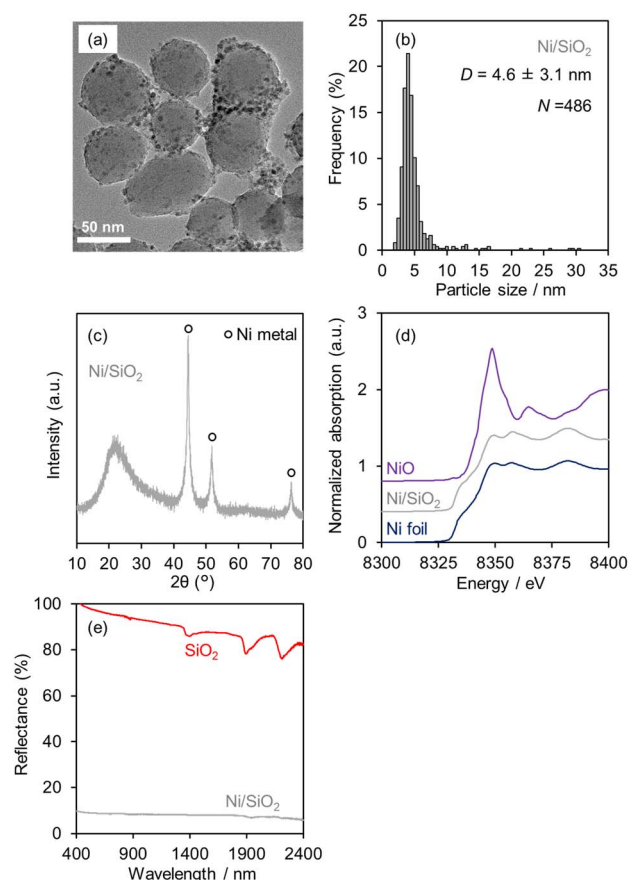 (a)
50 nm
(b)
Ni/SiO₂
D = 4.6 ± 3.1 nm
N =486
Frequency (%)
25
20
15
10
5
0
0 5 10 15 20 25 30 35
Particle size / nm
(c)
Ni metal
Ni/SiO₂
Intensity (a.u.)
10 20 30 40 50 60 70 80
2θ (°)
(d)
Normalized absorption (a.u.)
3
2
1
0
NiO
Ni/SiO₂
Ni foil
8300 8325 8350 8375 8400
Energy / eV
(e)
Reflectance (%)
100
80
60
40
20
0
SiO₂
Ni/SiO₂
400 900 1400 1900 2400
Wavelength / nm